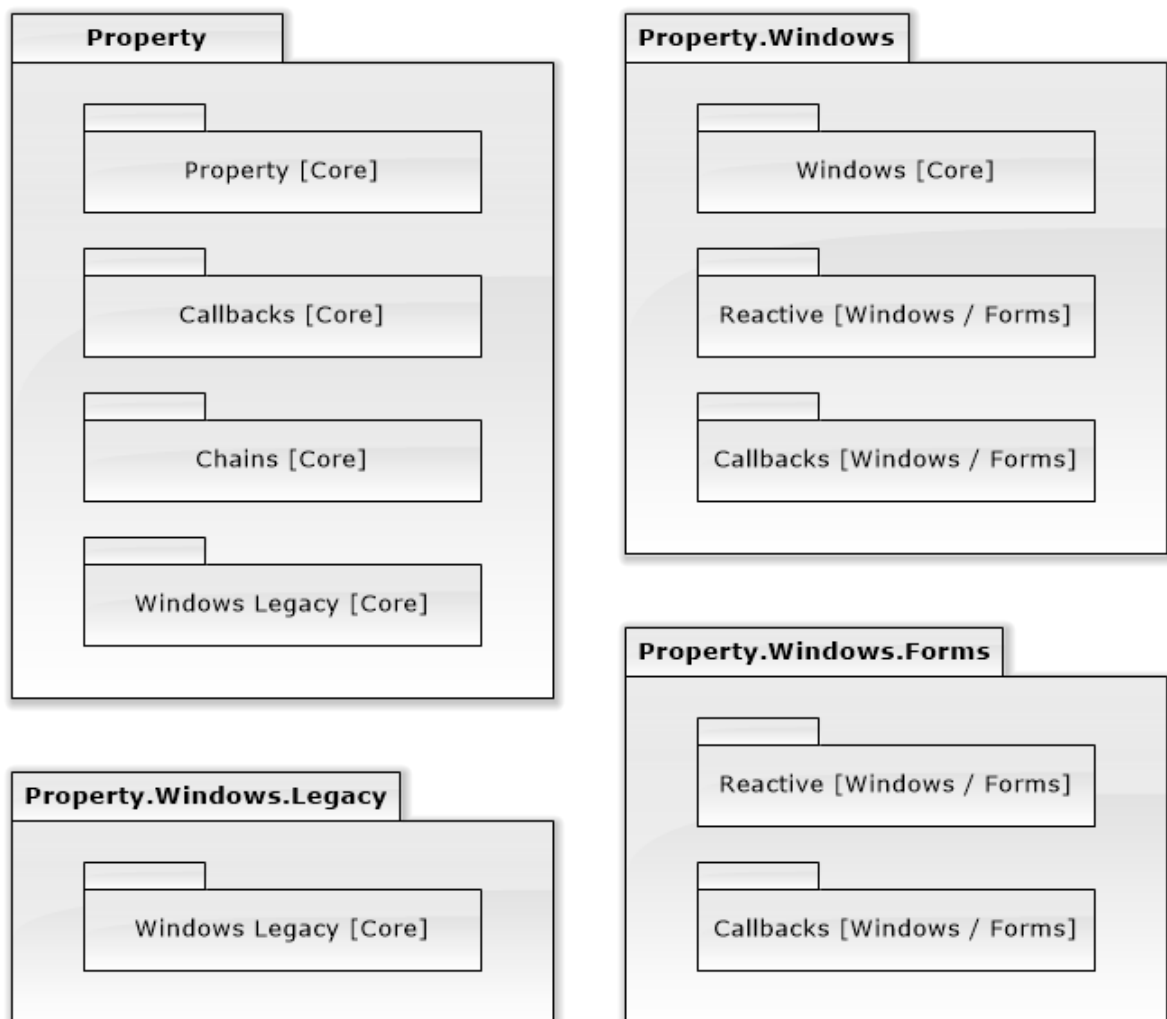 Property
Property [Core]
Callbacks [Core]
Chains [Core]
Windows Legacy [Core]
Property.Windows
Windows [Core]
Reactive [Windows / Forms]
Callbacks [Windows / Forms]
Property.Windows.Legacy
Windows Legacy [Core]
Property.Windows.Forms
Reactive [Windows / Forms]
Callbacks [Windows / Forms]